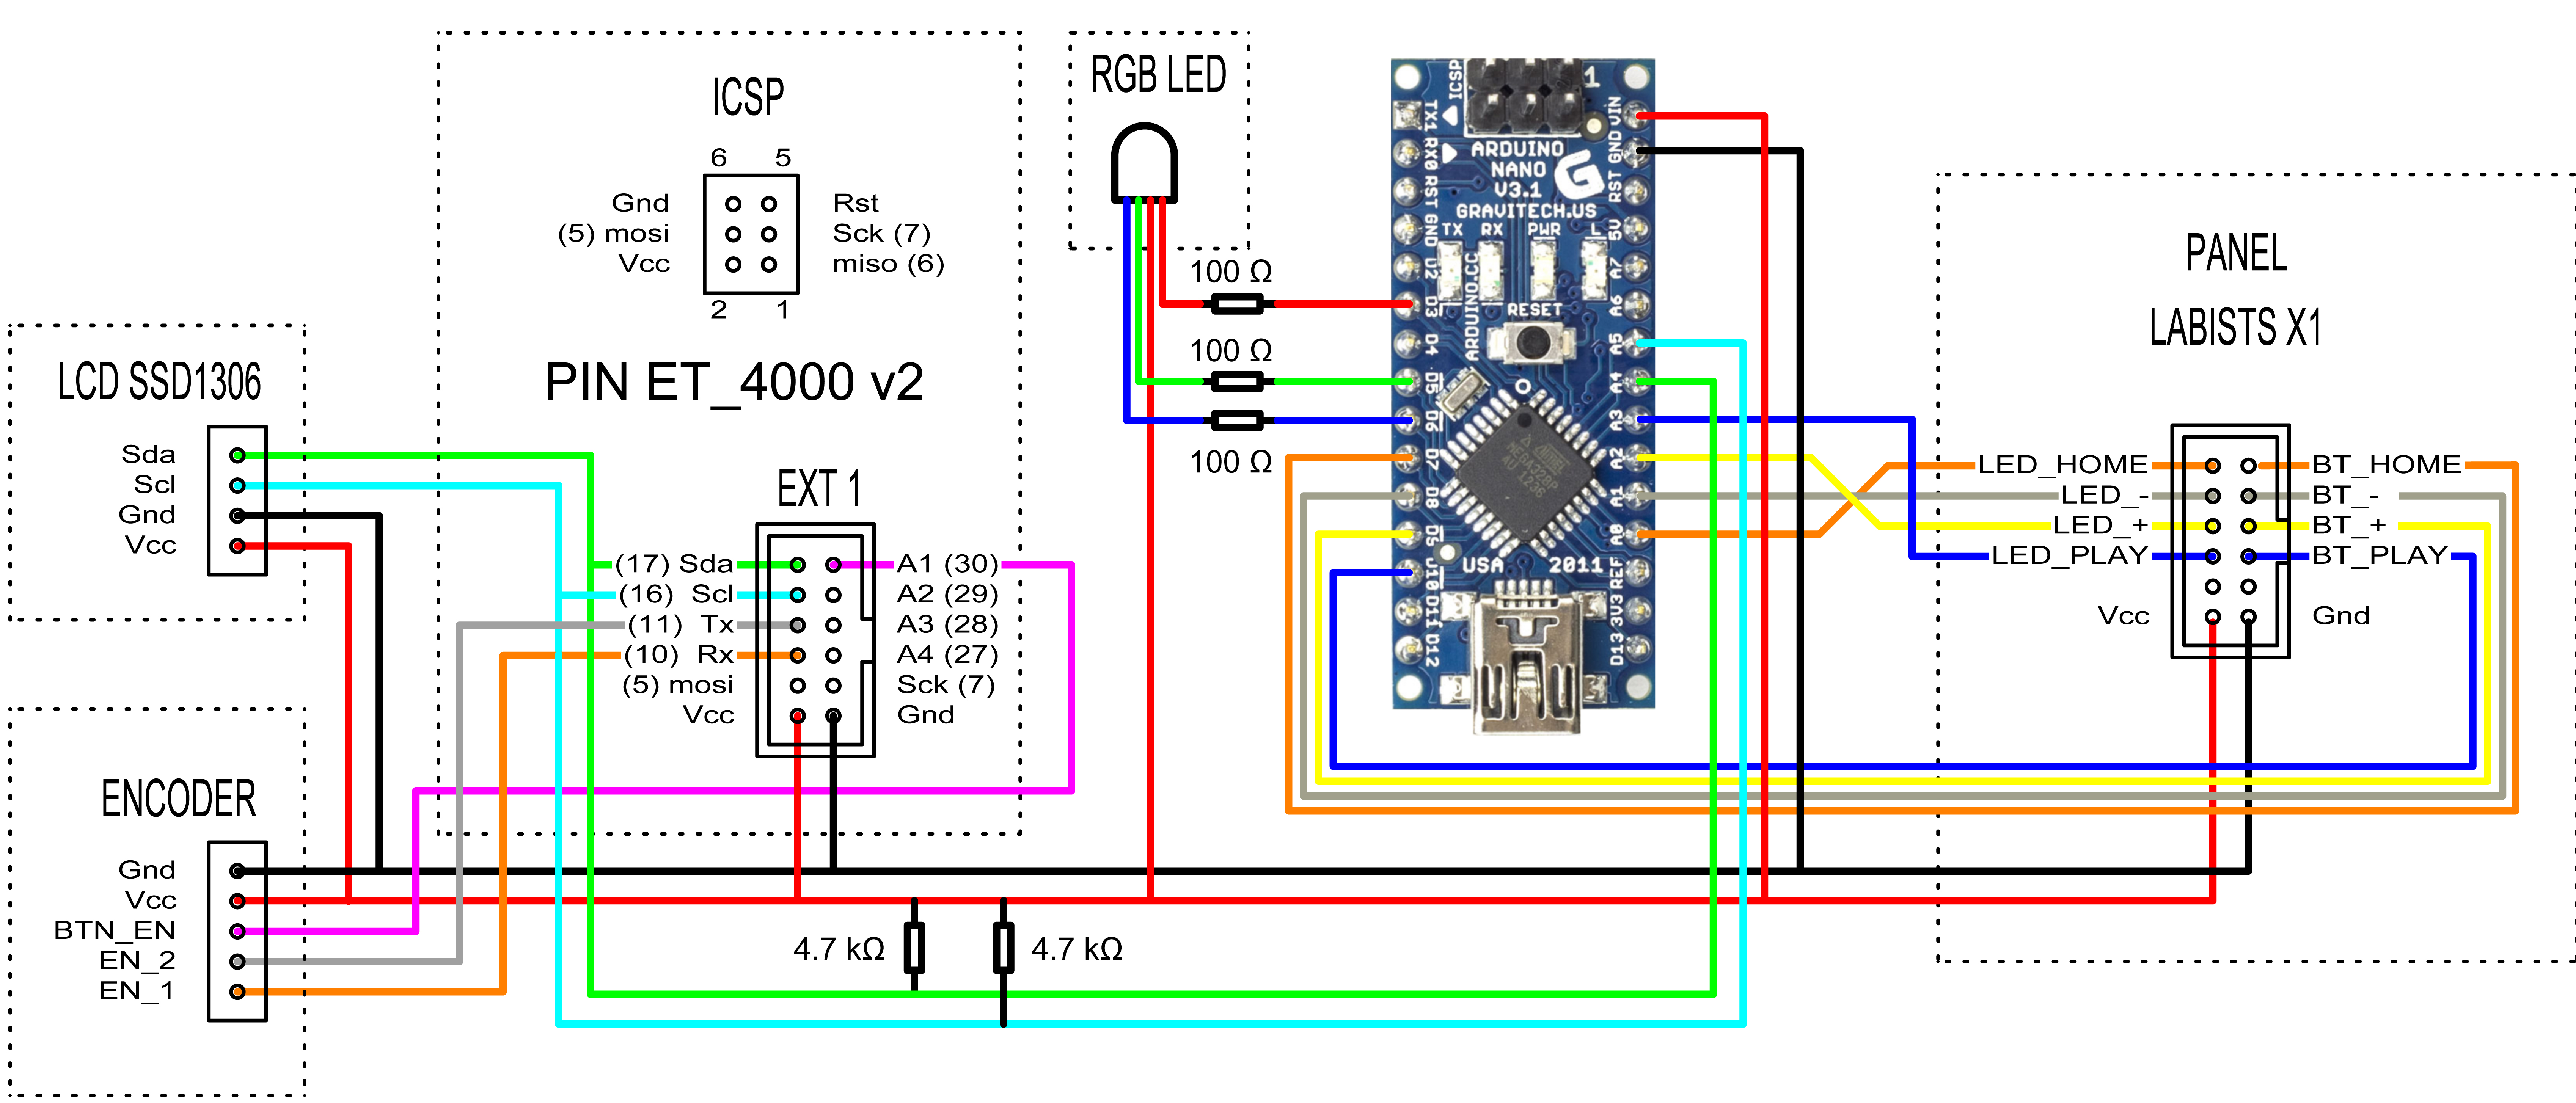 ICSP
6 5
Gnd Rst
(5) mosi Sck (7)
Vcc miso (6)
2 1
PIN ET_4000 v2
EXT 1
(17) Sda A1 (30)
(16) Scl A2 (29)
(11) Tx A3 (28)
(10) Rx A4 (27)
(5) mosi Sck (7)
Vcc Gnd
LCD SSD1306
Sda
Scl
Gnd
Vcc
ENCODER
Gnd
Vcc
BTN_EN
EN_2
EN_1
4.7 kΩ 4.7 kΩ
RGB LED
100 Ω
100 Ω
100 Ω
ICSP
1
ARDUINO
NANO
V3.1
GRAVITECH.US
TX RX PWR L
ARDUINO.CC
RESET
USA 2011
TX1
RX0
RST
GND
D3
D4
D5
D6
D7
D8
D11
D12
VIN
GND
RST
5V
A7
A6
A5
A4
A3
A2
A1
A0
REF
3V3
D13
PANEL
LABISTS X1
LED_HOME BT_HOME
LED_- BT_-
LED_+ BT_+
LED_PLAY BT_PLAY
Vcc Gnd